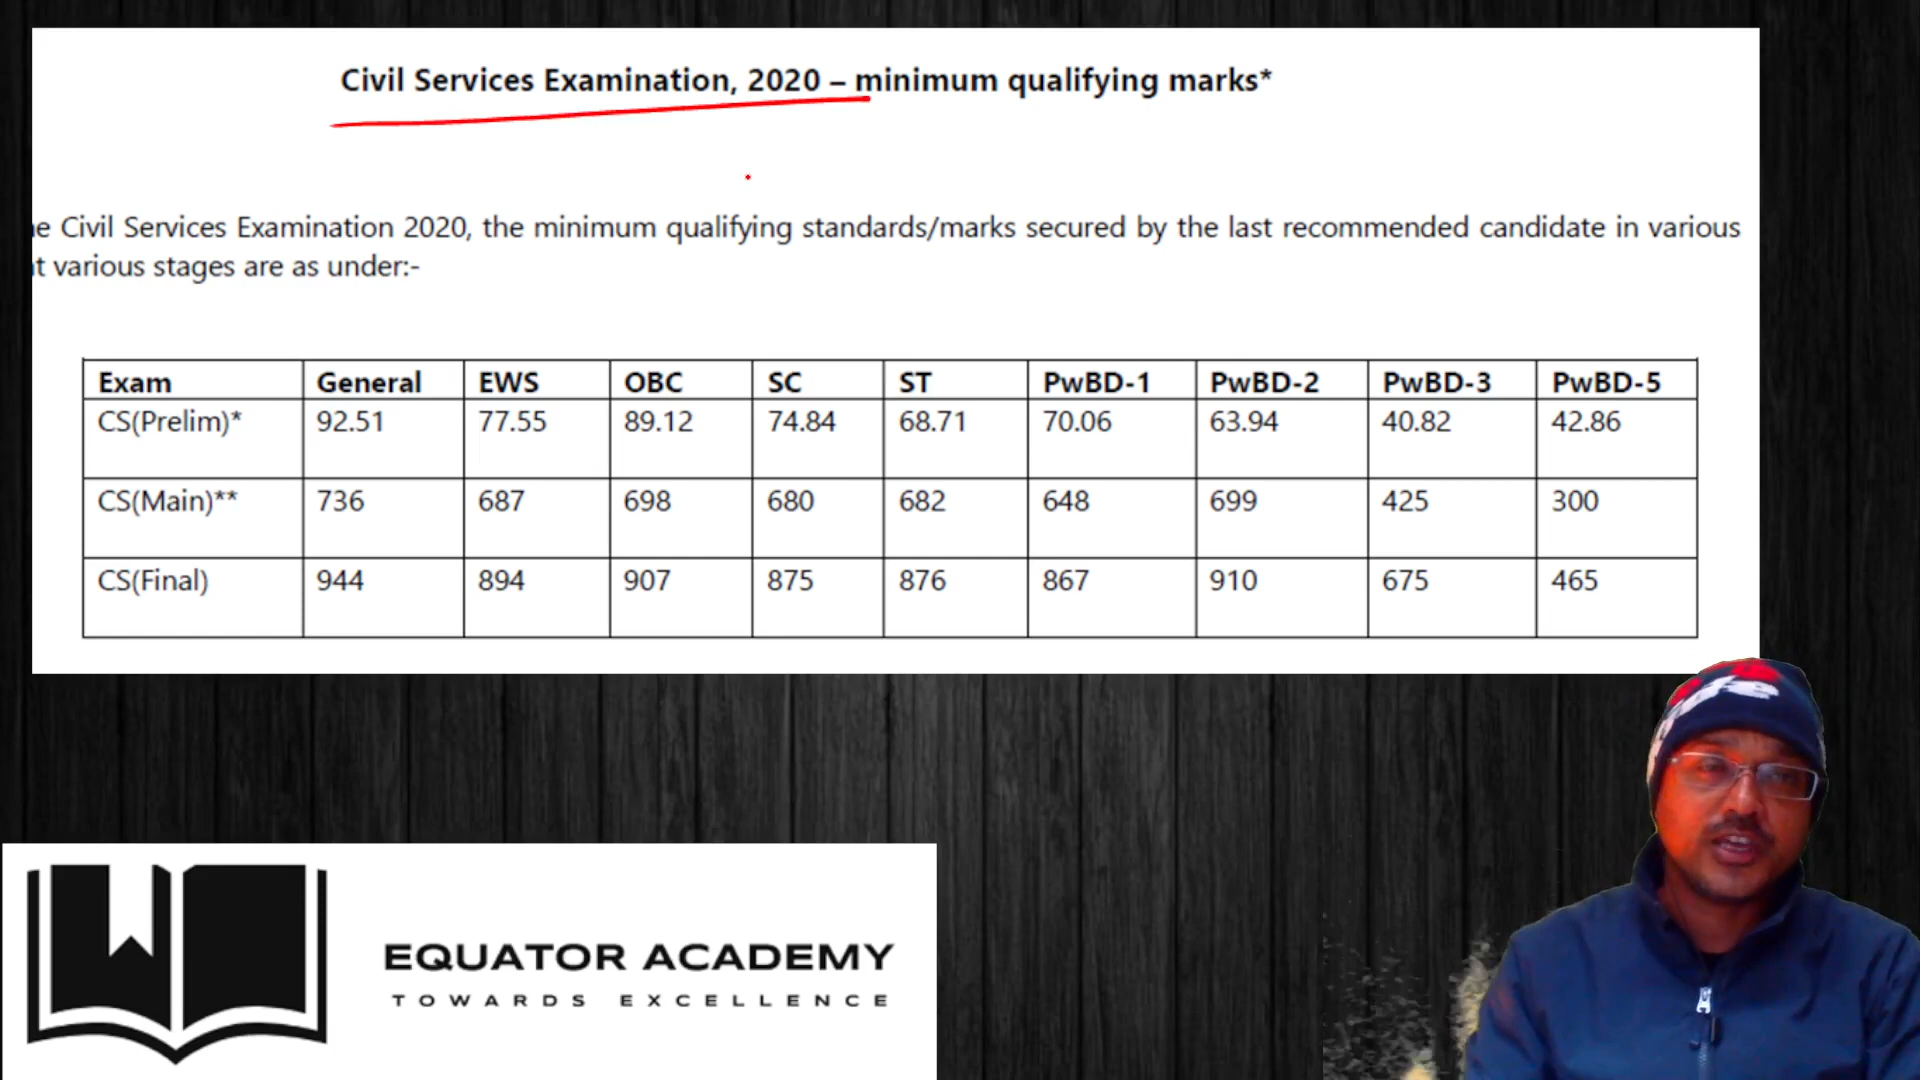 Civil Services Examination, 2020 – minimum qualifying marks*
e Civil Services Examination 2020, the minimum qualifying standards/marks secured by the last recommended candidate in various
t various stages are as under:-
Exam General EWS OBC SC ST PwBD-1 PwBD-2 PwBD-3 PwBD-5
CS(Prelim)* 92.51 77.55 89.12 74.84 68.71 70.06 63.94 40.82 42.86
CS(Main)** 736 687 698 680 682 648 699 425 300
CS(Final) 944 894 907 875 876 867 910 675 465
EQUATOR ACADEMY
TOWARDS EXCELLENCE